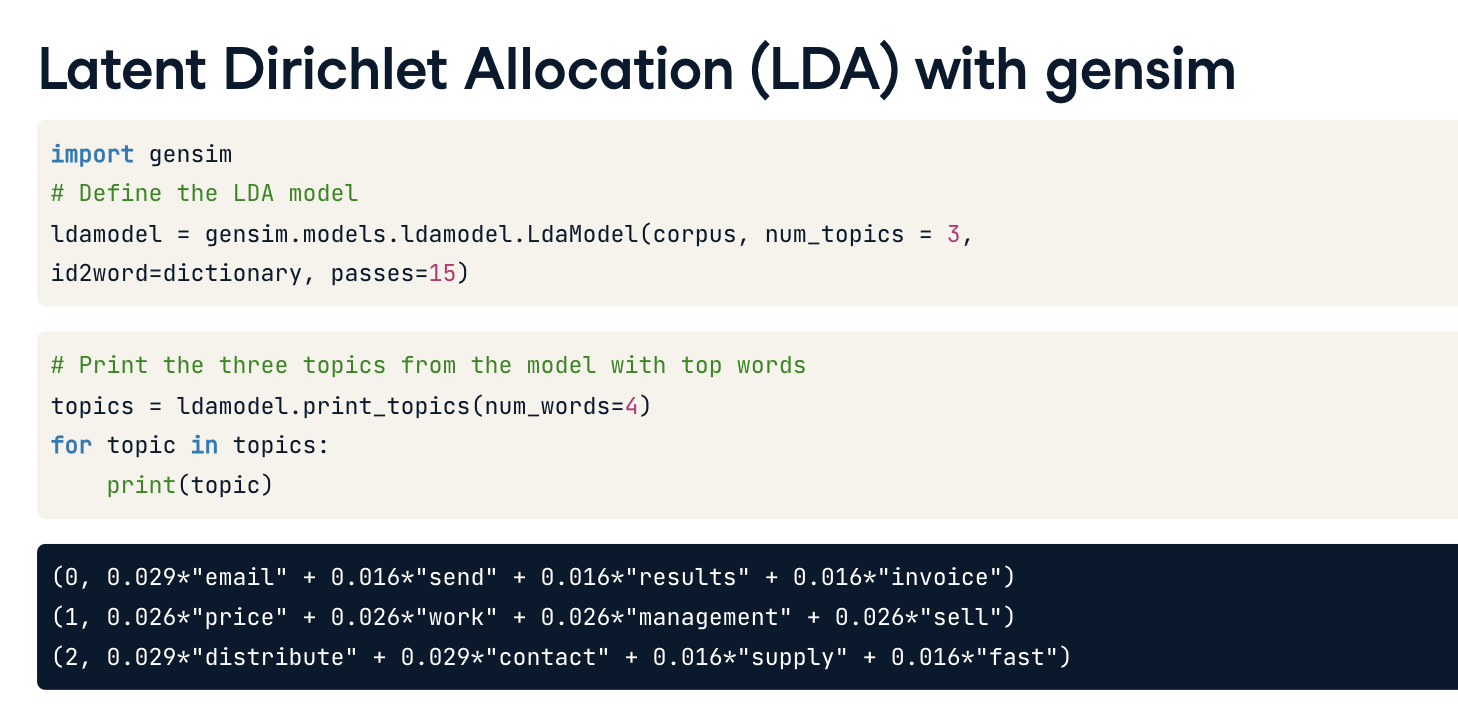 Latent Dirichlet Allocation (LDA) with gensim
import gensim
# Define the LDA model
ldamodel = gensim.models.ldamodel.LdaModel(corpus, num_topics = 3,
id2word=dictionary, passes=15)
# Print the three topics from the model with top words
topics = ldamodel.print_topics(num_words=4)
for topic in topics:
    print(topic)
(0, 0.029*"email" + 0.016*"send" + 0.016*"results" + 0.016*"invoice")
(1, 0.026*"price" + 0.026*"work" + 0.026*"management" + 0.026*"sell")
(2, 0.029*"distribute" + 0.029*"contact" + 0.016*"supply" + 0.016*"fast")